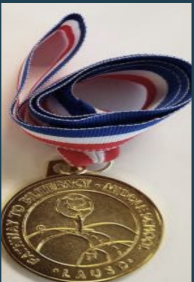 PATHWAY TO BILITERACY - MIDDLE SCHOOL
• LAUSD •